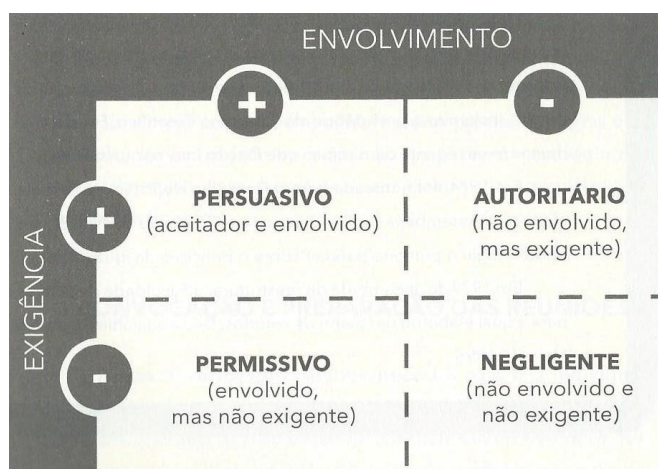 ENVOLVIMENTO
+
-
EXIGÊNCIA
+
PERSUASIVO
(aceitador e envolvido)
AUTORITÁRIO
(não envolvido,
mas exigente)
-
PERMISSIVO
(envolvido,
mas não exigente)
NEGLIGENTE
(não envolvido e
não exigente)